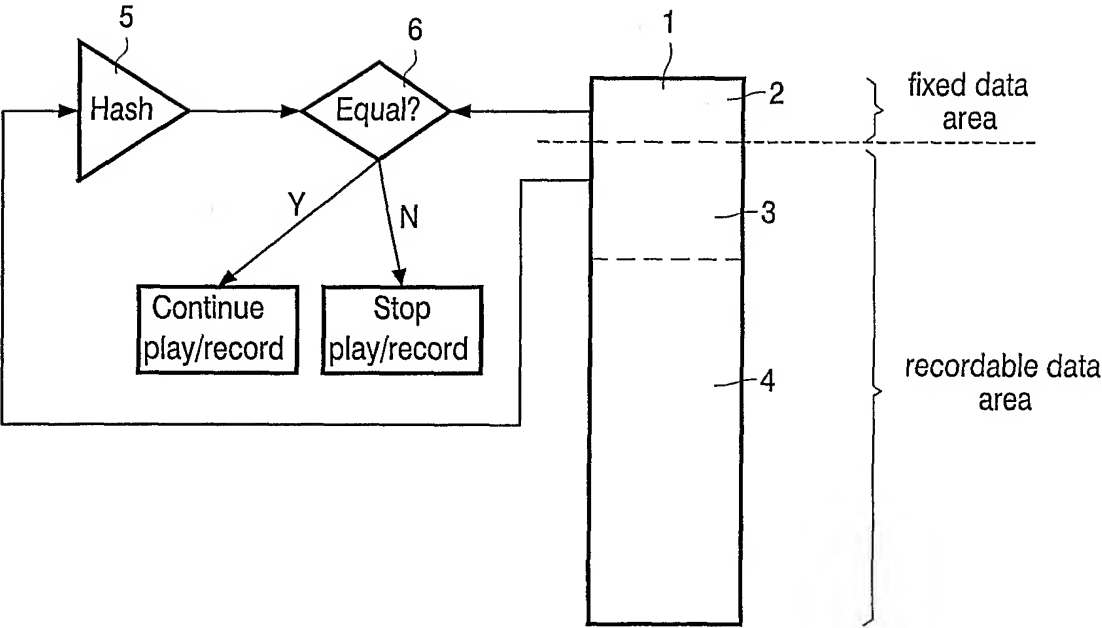 5
6
1
Hash
Equal?
2
fixed data
area
Y
N
3
Continue
play/record
Stop
play/record
4
recordable data
area